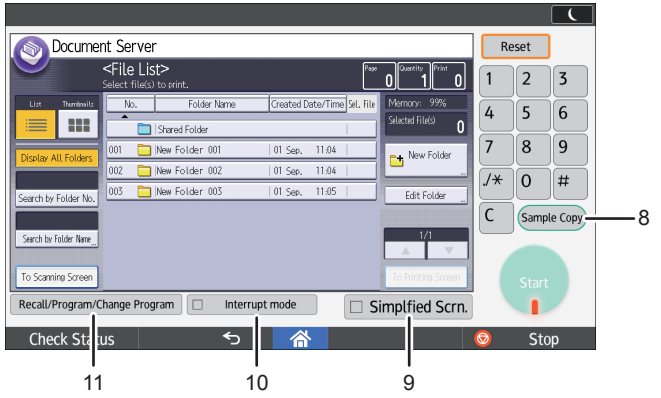 Document Server
<File List>
Select file(s) to print.
Page 0 Quantity 1 Print 0
List Thumbnails
No. Folder Name Created Date/Time Sel. File
Shared Folder
001 New Folder 001 01 Sep. 11:04
002 New Folder 002 01 Sep. 11:04
003 New Folder 003 01 Sep. 11:05
Display All Folders
Search by Folder No.
Search by Folder Name...
To Scanning Screen
Memory: 99%
Selected File(s)
0
New Folder ...
Edit Folder ...
1/1
To Printing Screen
Reset
1 2 3
4 5 6
7 8 9
./* 0 #
C Sample Copy
8
Start
Recall/Program/Change Program
Interrupt mode
Simplfied Scrn.
Check Status
Stop
11 10 9